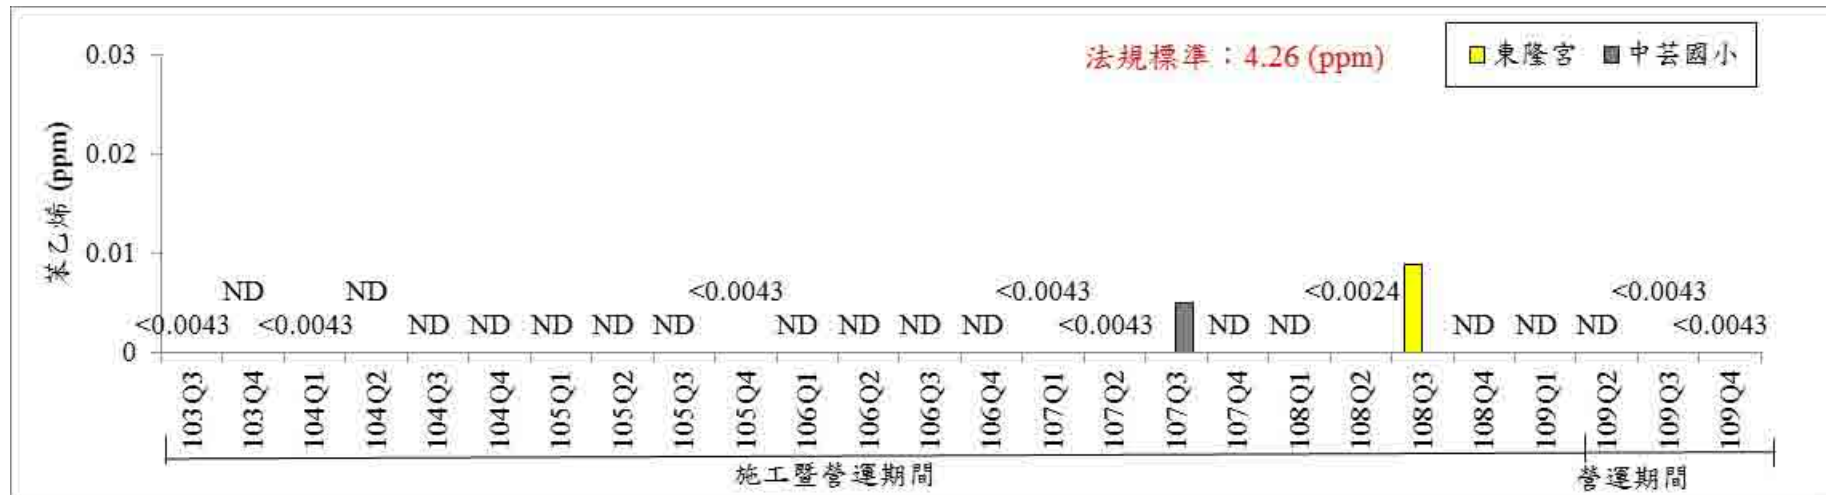 法規標準：4.26 (ppm)
東隆宮 中芸國小
苯乙烯 (ppm)
0.03
0.02
0.01
0
ND ND <0.0043 <0.0043 <0.0024 <0.0043
<0.0043 <0.0043 ND ND ND ND ND ND ND ND ND <0.0043 ND ND ND ND ND <0.0043
103Q3 103Q4 104Q1 104Q2 104Q3 104Q4 105Q1 105Q2 105Q3 105Q4 106Q1 106Q2 106Q3 106Q4 107Q1 107Q2 107Q3 107Q4 108Q1 108Q2 108Q3 108Q4 109Q1 109Q2 109Q3 109Q4
施工暨營運期間 營運期間